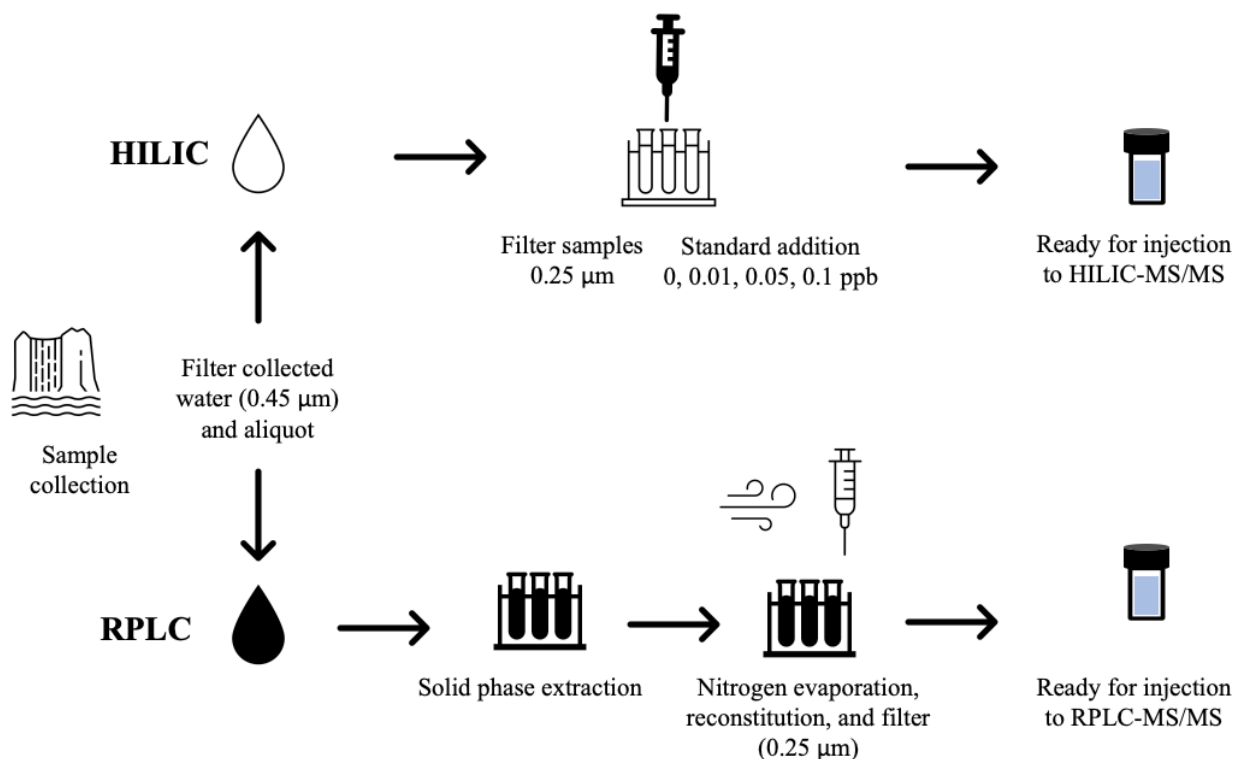 HILIC
Filter samples
0.25 μm
Standard addition
0, 0.01, 0.05, 0.1 ppb
Ready for injection
to HILIC-MS/MS
Sample
collection
Filter collected
water (0.45 μm)
and aliquot
RPLC
Solid phase extraction
Nitrogen evaporation,
reconstitution, and filter
(0.25 μm)
Ready for injection
to RPLC-MS/MS